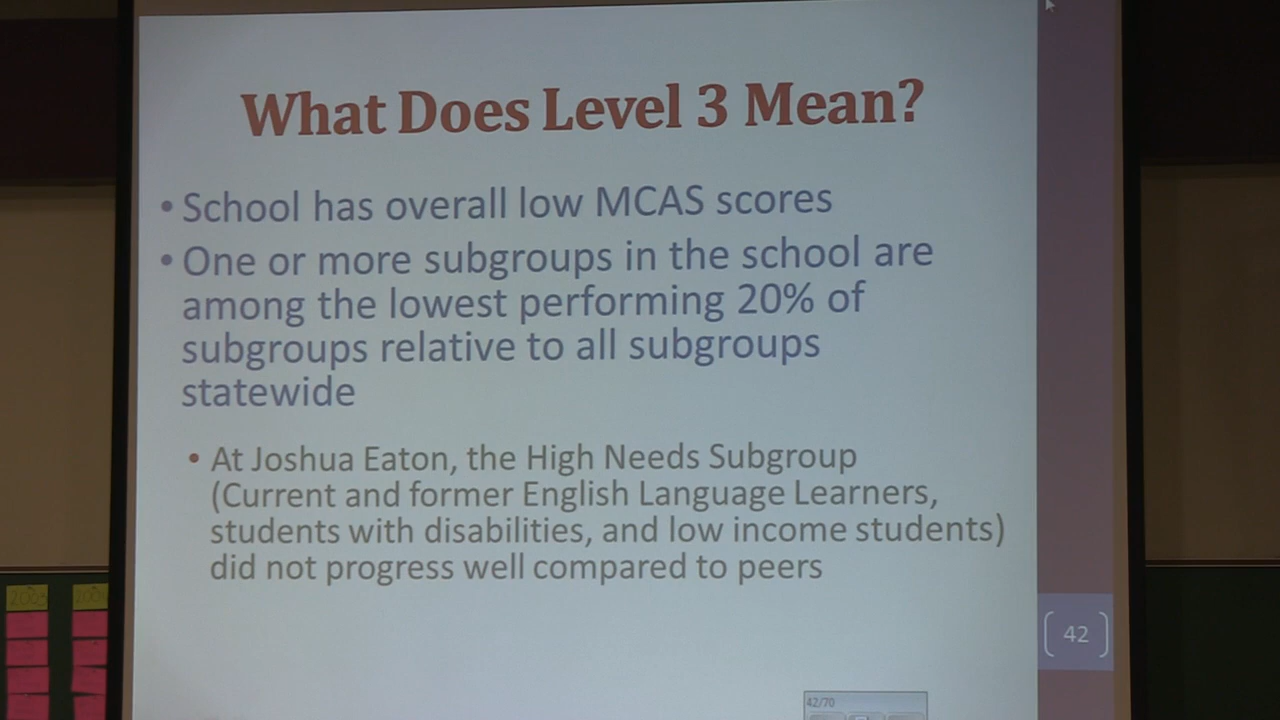 What Does Level 3 Mean?
• School has overall low MCAS scores
• One or more subgroups in the school are
among the lowest performing 20% of
subgroups relative to all subgroups
statewide
• At Joshua Eaton, the High Needs Subgroup
(Current and former English Language Learners,
students with disabilities, and low income students)
did not progress well compared to peers
42
42/70
2003